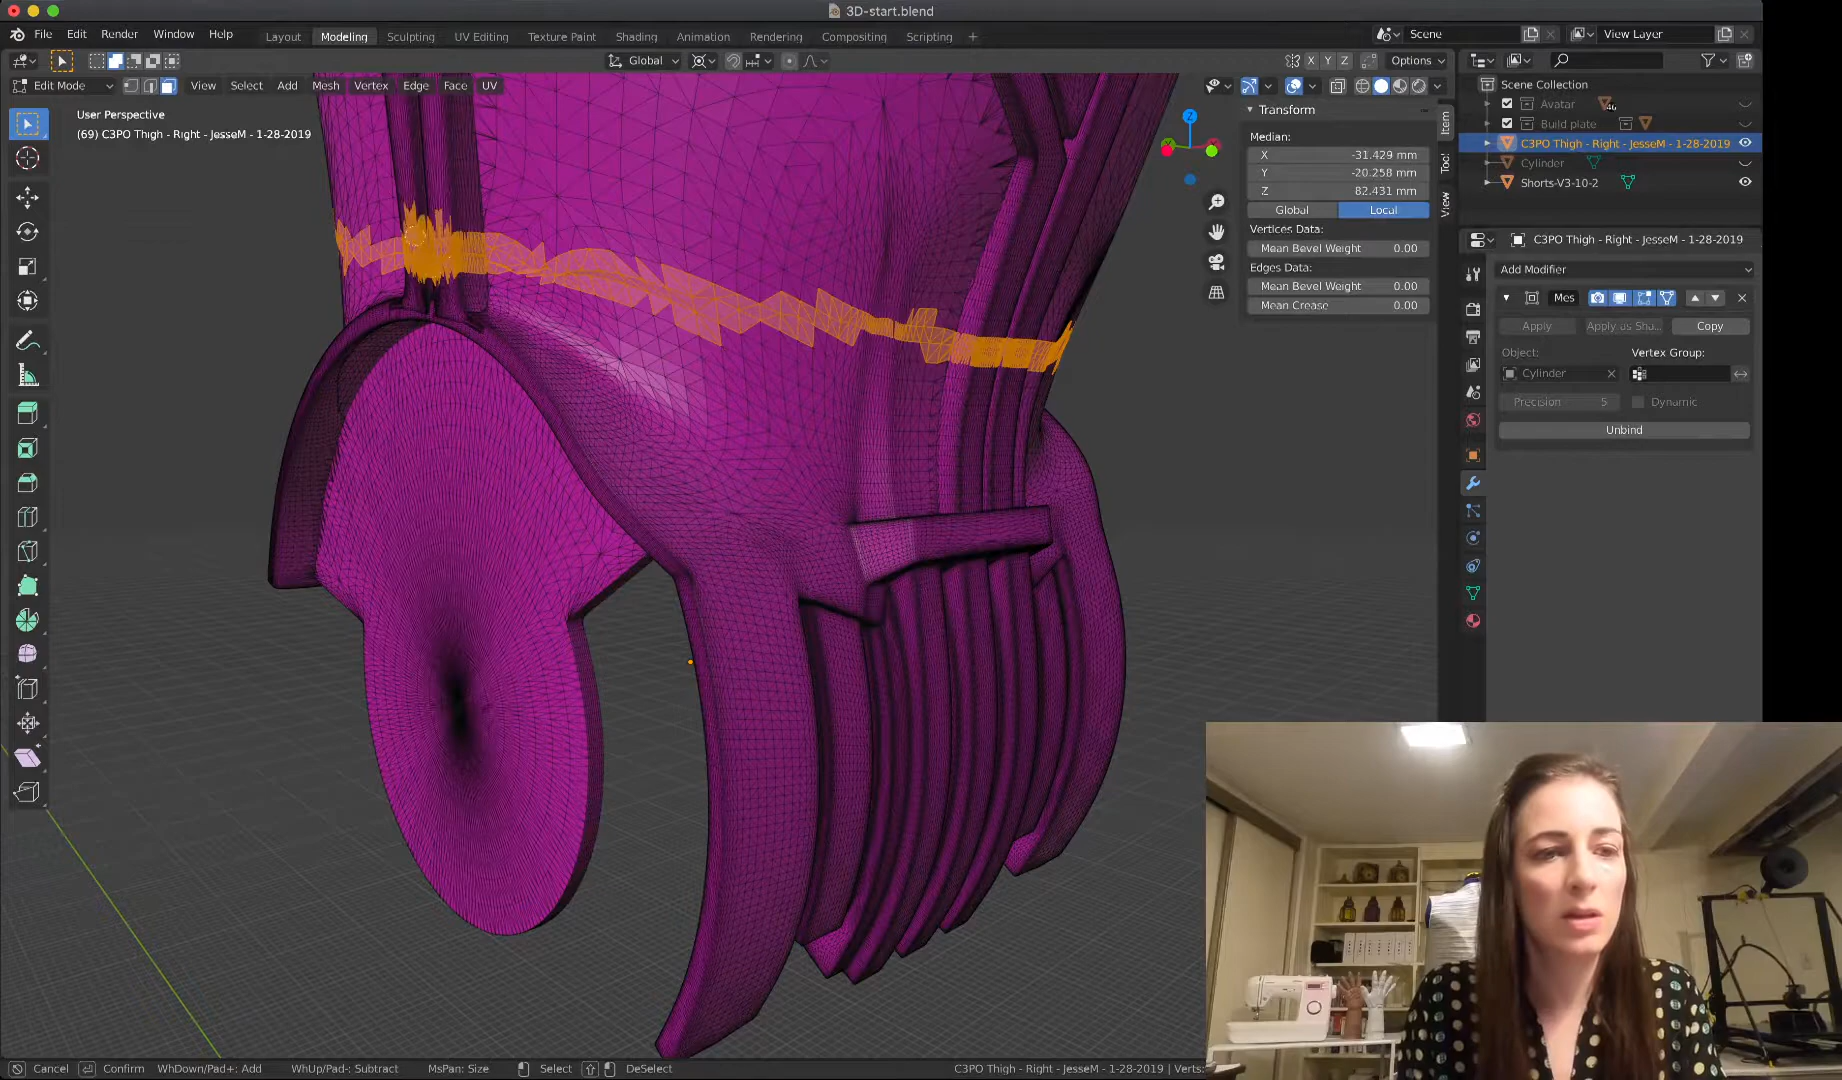 3D-start.blend
File Edit Render Window Help Layout Modeling Sculpting UV Editing Texture Paint Shading Animation Rendering Compositing Scripting + Scene View Layer
Global Options
X Y Z
Edit Mode View Select Add Mesh Vertex Edge Face UV
User Perspective
(69) C3PO Thigh - Right - JesseM - 1-28-2019
Transform
Median:
X -31.429 mm
Y -20.258 mm
Z 82.431 mm
Global Local
Vertices Data:
Mean Bevel Weight 0.00
Edges Data:
Mean Bevel Weight 0.00
Mean Crease 0.00
Item
Tool
View
Scene Collection
Avatar
Build plate
C3PO Thigh - Right - JesseM - 1-28-2019
Cylinder
Shorts-V3-10-2
C3PO Thigh - Right - JesseM - 1-28-2019
Add Modifier
Mes
Apply Apply as Sha... Copy
Object: Vertex Group:
Cylinder
Precision 5 Dynamic
Unbind
Cancel Confirm WhDown/Pad+: Add WhUp/Pad-: Subtract MsPan: Size Select DeSelect C3PO Thigh - Right - JesseM - 1-28-2019 | Verts: